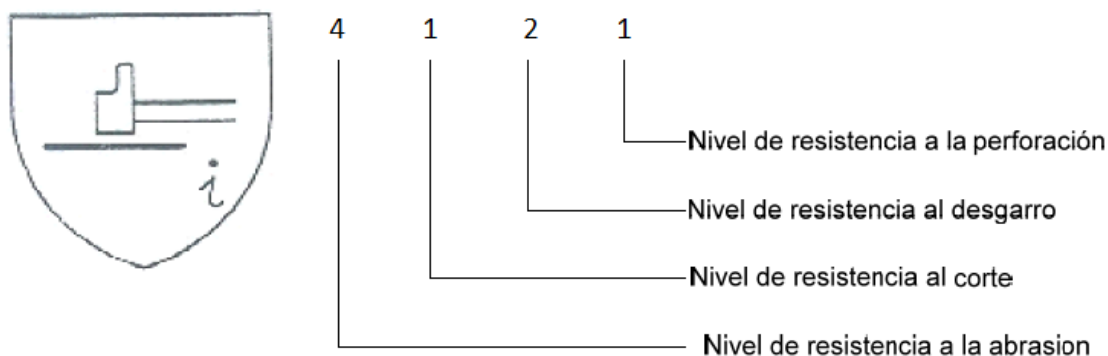 4 1 2 1
i
Nivel de resistencia a la perforación
Nivel de resistencia al desgarro
Nivel de resistencia al corte
Nivel de resistencia a la abrasion